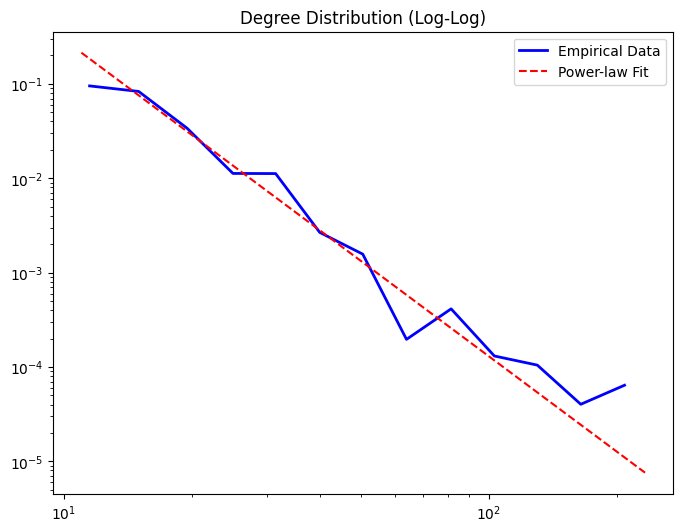 Degree Distribution (Log-Log)
Empirical Data
Power-law Fit
10⁻¹
10⁻²
10⁻³
10⁻⁴
10⁻⁵
10¹
10²